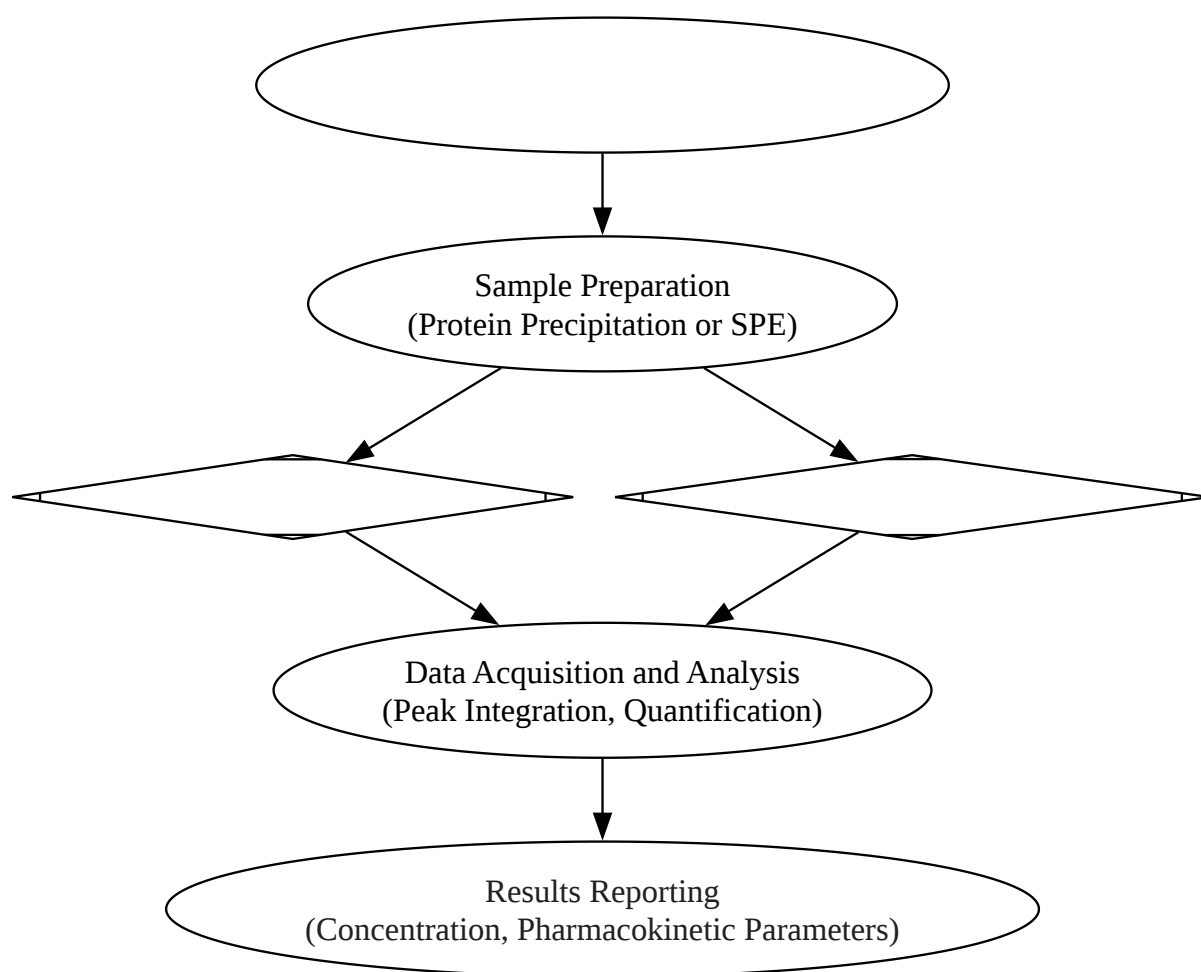 Sample Preparation
(Protein Precipitation or SPE)
Data Acquisition and Analysis
(Peak Integration, Quantification)
Results Reporting
(Concentration, Pharmacokinetic Parameters)